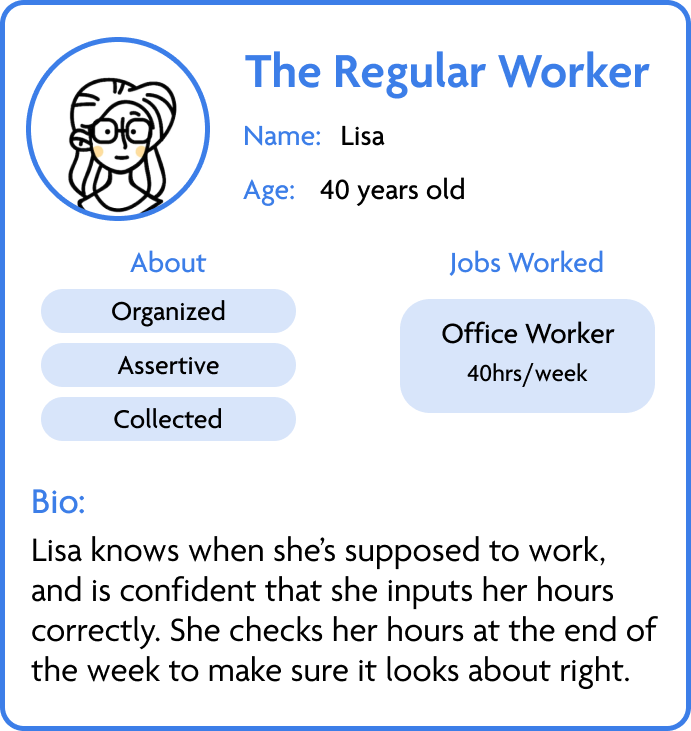 The Regular Worker
Name: Lisa
Age: 40 years old
About
Organized
Assertive
Collected
Jobs Worked
Office Worker
40hrs/week
Bio:
Lisa knows when she’s supposed to work,
and is confident that she inputs her hours
correctly. She checks her hours at the end of
the week to make sure it looks about right.